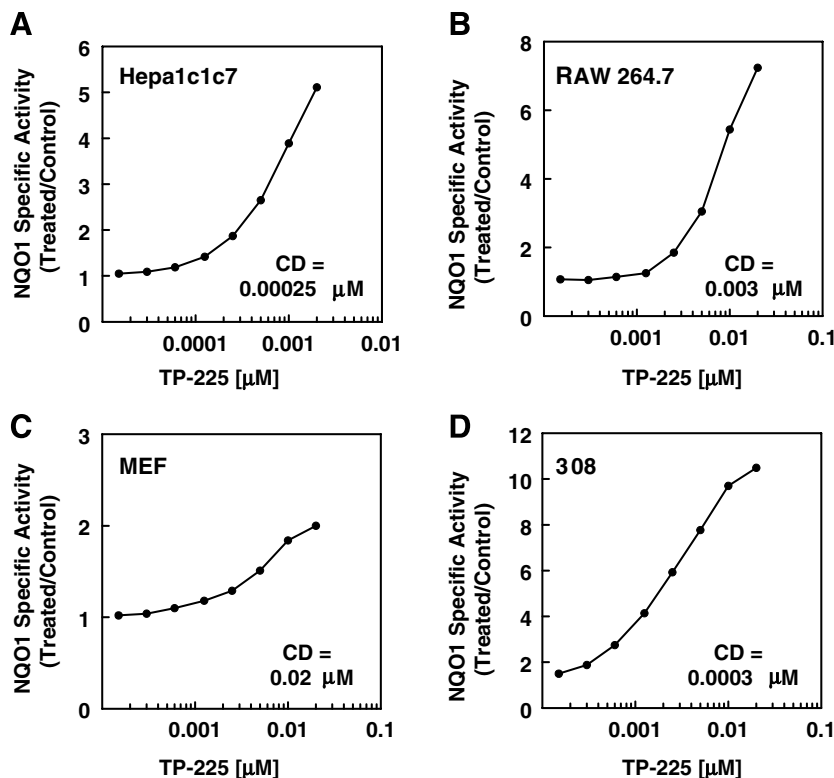 A
NQO1 Specific Activity
(Treated/Control)
6
5
4
3
2
1
0
Hepa1c1c7
CD =
0.00025 μM
0.0001 0.001 0.01
TP-225 [μM]
B
NQO1 Specific Activity
(Treated/Control)
8
6
4
2
0
RAW 264.7
CD =
0.003 μM
0.001 0.01 0.1
TP-225 [μM]
C
NQO1 Specific Activity
(Treated/Control)
3
2
1
0
MEF
CD =
0.02 μM
0.001 0.01 0.1
TP-225 [μM]
D
NQO1 Specific Activity
(Treated/Control)
12
10
8
6
4
2
0
308
CD =
0.0003 μM
0.001 0.01 0.1
TP-225 [μM]